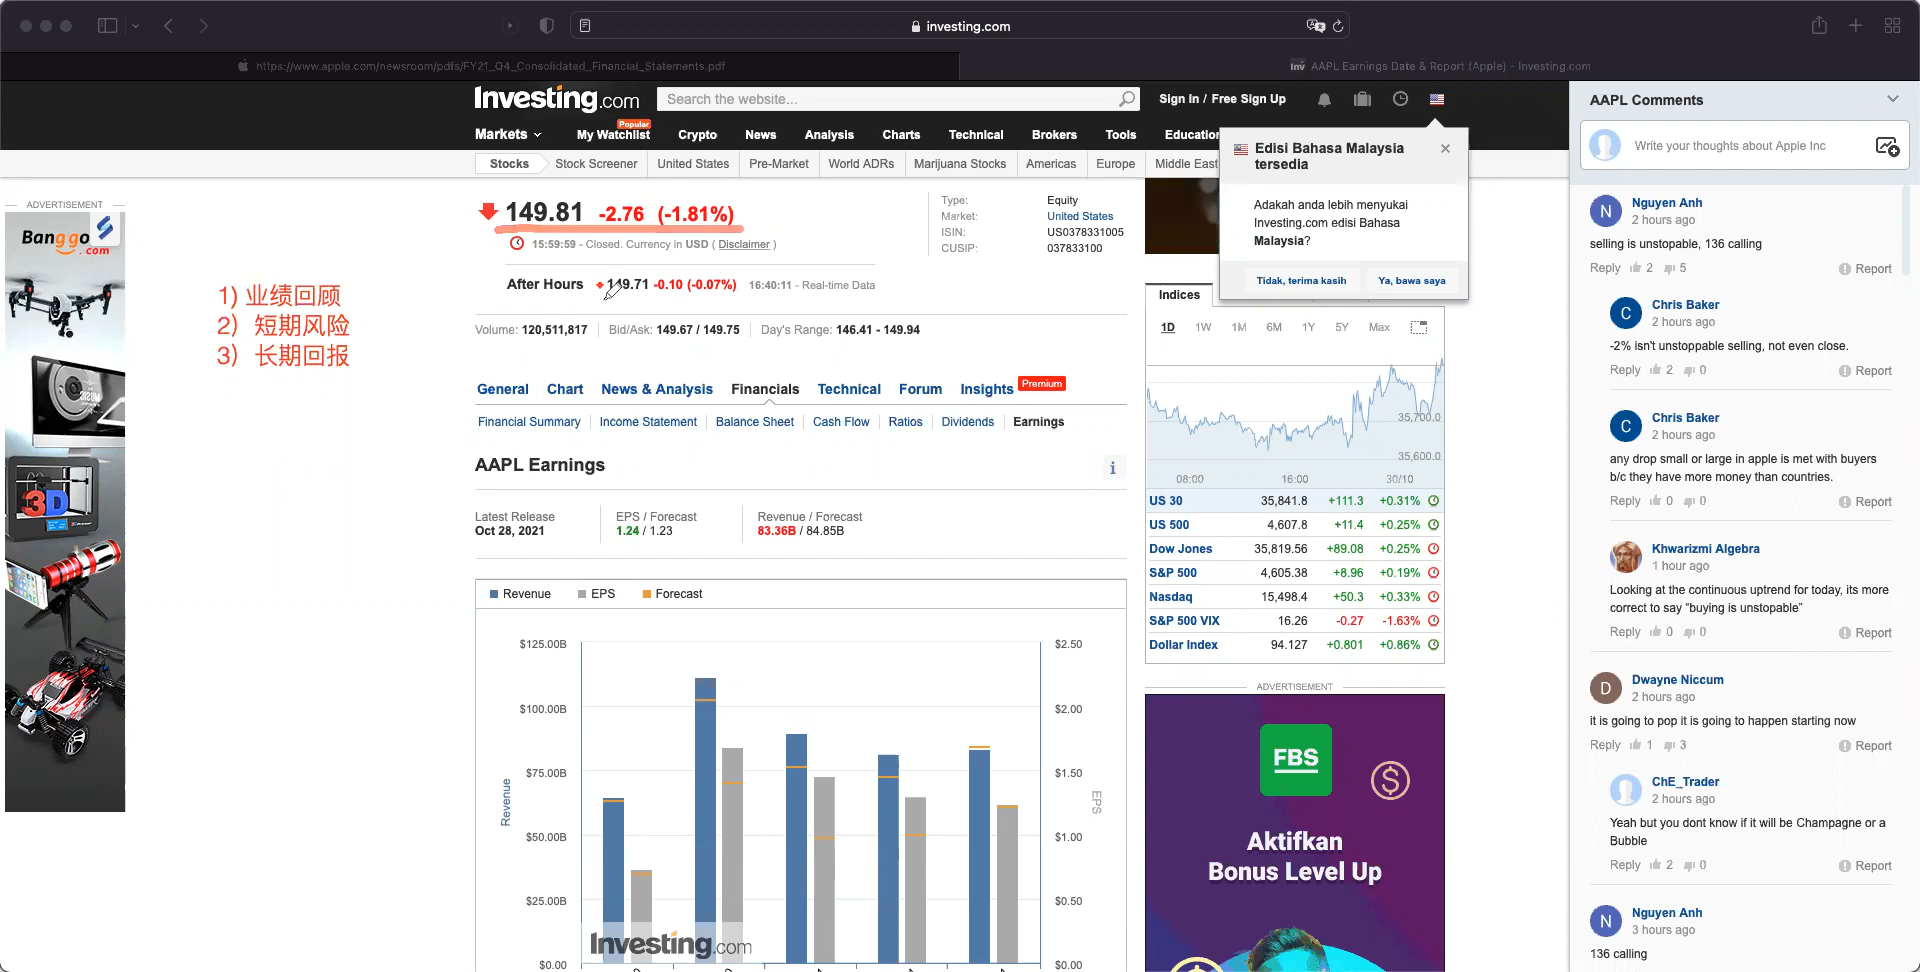 investing.com
https://www.apple.com/newsroom/pdfs/FY21_Q4_Consolidated_Financial_Statements.pdf
Inv AAPL Earnings Date & Report (Apple) - Investing.com
Investing.com
Search the website...
Sign In / Free Sign Up
Markets
My Watchlist
Popular
Crypto
News
Analysis
Charts
Technical
Brokers
Tools
Education
Stocks
Stock Screener
United States
Pre-Market
World ADRs
Marijuana Stocks
Americas
Europe
Middle East
Edisi Bahasa Malaysia
tersedia
Adakah anda lebih menyukai
Investing.com edisi Bahasa
Malaysia?
Tidak, terima kasih
Ya, bawa saya
ADVERTISEMENT
Banggo
.com
3D
1) 业绩回顾
2) 短期风险
3) 长期回报
149.81 -2.76 (-1.81%)
15:59:59 - Closed. Currency in USD ( Disclaimer )
After Hours 149.71 -0.10 (-0.07%) 16:40:11 - Real-time Data
Type: Equity
Market: United States
ISIN: US0378331005
CUSIP: 037833100
Volume: 120,511,817 Bid/Ask: 149.67 / 149.75 Day's Range: 146.41 - 149.94
General Chart News & Analysis Financials Technical Forum Insights Premium
Financial Summary Income Statement Balance Sheet Cash Flow Ratios Dividends Earnings
AAPL Earnings
Latest Release
Oct 28, 2021
EPS / Forecast
1.24 / 1.23
Revenue / Forecast
83.36B / 84.85B
Revenue EPS Forecast
$125.00B
$100.00B
$75.00B
$50.00B
$25.00B
$0.00
Revenue
$2.50
$2.00
$1.50
$1.00
$0.50
$0.00
EPS
Investing.com
Indices
1D 1W 1M 6M 1Y 5Y Max
35,700.0
35,600.0
08:00 16:00 30/10
US 30 35,841.8 +111.3 +0.31%
US 500 4,607.8 +11.4 +0.25%
Dow Jones 35,819.56 +89.08 +0.25%
S&P 500 4,605.38 +8.96 +0.19%
Nasdaq 15,498.4 +50.3 +0.33%
S&P 500 VIX 16.26 -0.27 -1.63%
Dollar Index 94.127 +0.801 +0.86%
ADVERTISEMENT
FBS
Aktifkan
Bonus Level Up
AAPL Comments
Write your thoughts about Apple Inc
N
Nguyen Anh
2 hours ago
selling is unstopable, 136 calling
Reply 2 5 Report
C
Chris Baker
2 hours ago
-2% isn't unstoppable selling, not even close.
Reply 2 0 Report
C
Chris Baker
2 hours ago
any drop small or large in apple is met with buyers
b/c they have more money than countries.
Reply 0 0 Report
Khwarizmi Algebra
1 hour ago
Looking at the continuous uptrend for today, its more
correct to say "buying is unstopable"
Reply 0 0 Report
D
Dwayne Niccum
2 hours ago
it is going to pop it is going to happen starting now
Reply 1 3 Report
ChE_Trader
2 hours ago
Yeah but you dont know if it will be Champagne or a
Bubble
Reply 2 0 Report
N
Nguyen Anh
3 hours ago
136 calling